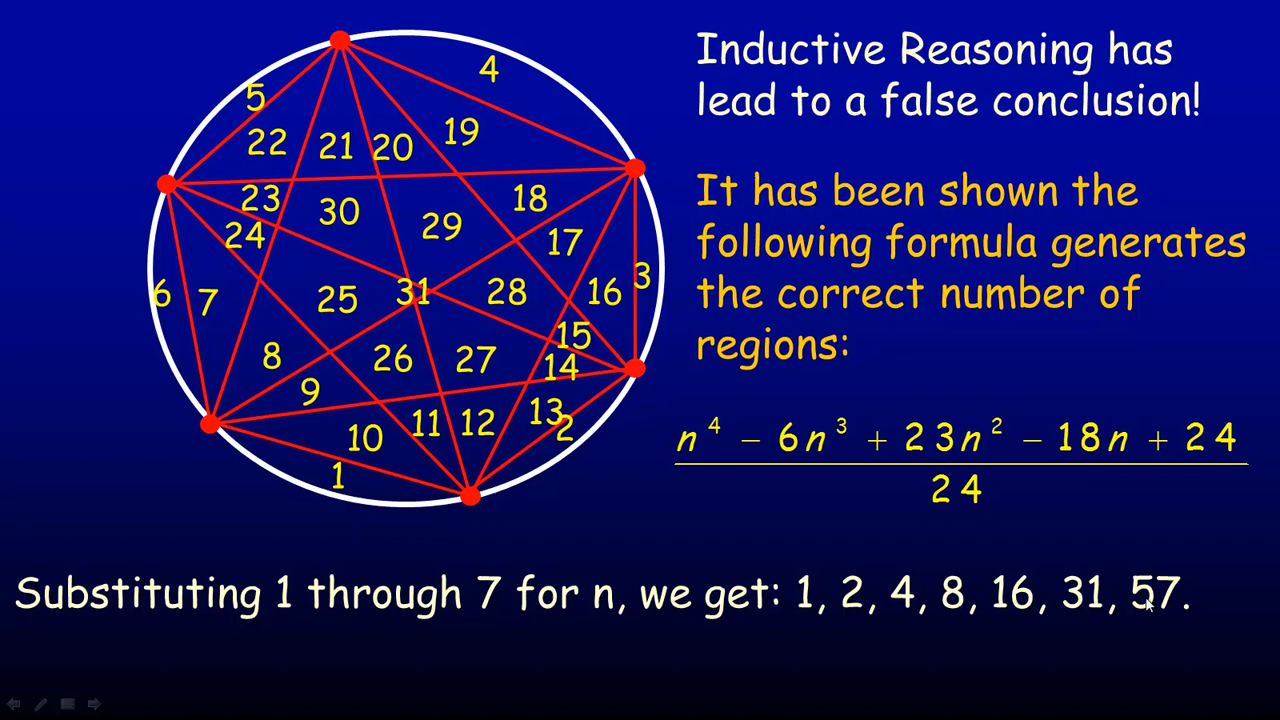 Inductive Reasoning has
lead to a false conclusion!
It has been shown the
following formula generates
the correct number of
regions:
n⁴ − 6n³ + 23n² − 18n + 24
24
4
5
22 21 20 19
23 30 29 18
24 17
6 7 25 31 28 16 3
15
8 26 27 14
9
10 11 12 13 2
1
Substituting 1 through 7 for n, we get: 1, 2, 4, 8, 16, 31, 57.